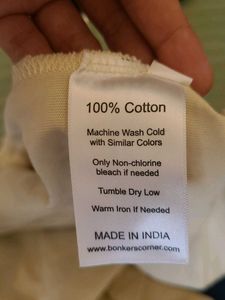 100% Cotton
Machine Wash Cold
with Similar Colors
Only Non-chlorine
bleach if needed
Tumble Dry Low
Warm Iron If Needed
MADE IN INDIA
www.bonkerscorner.com